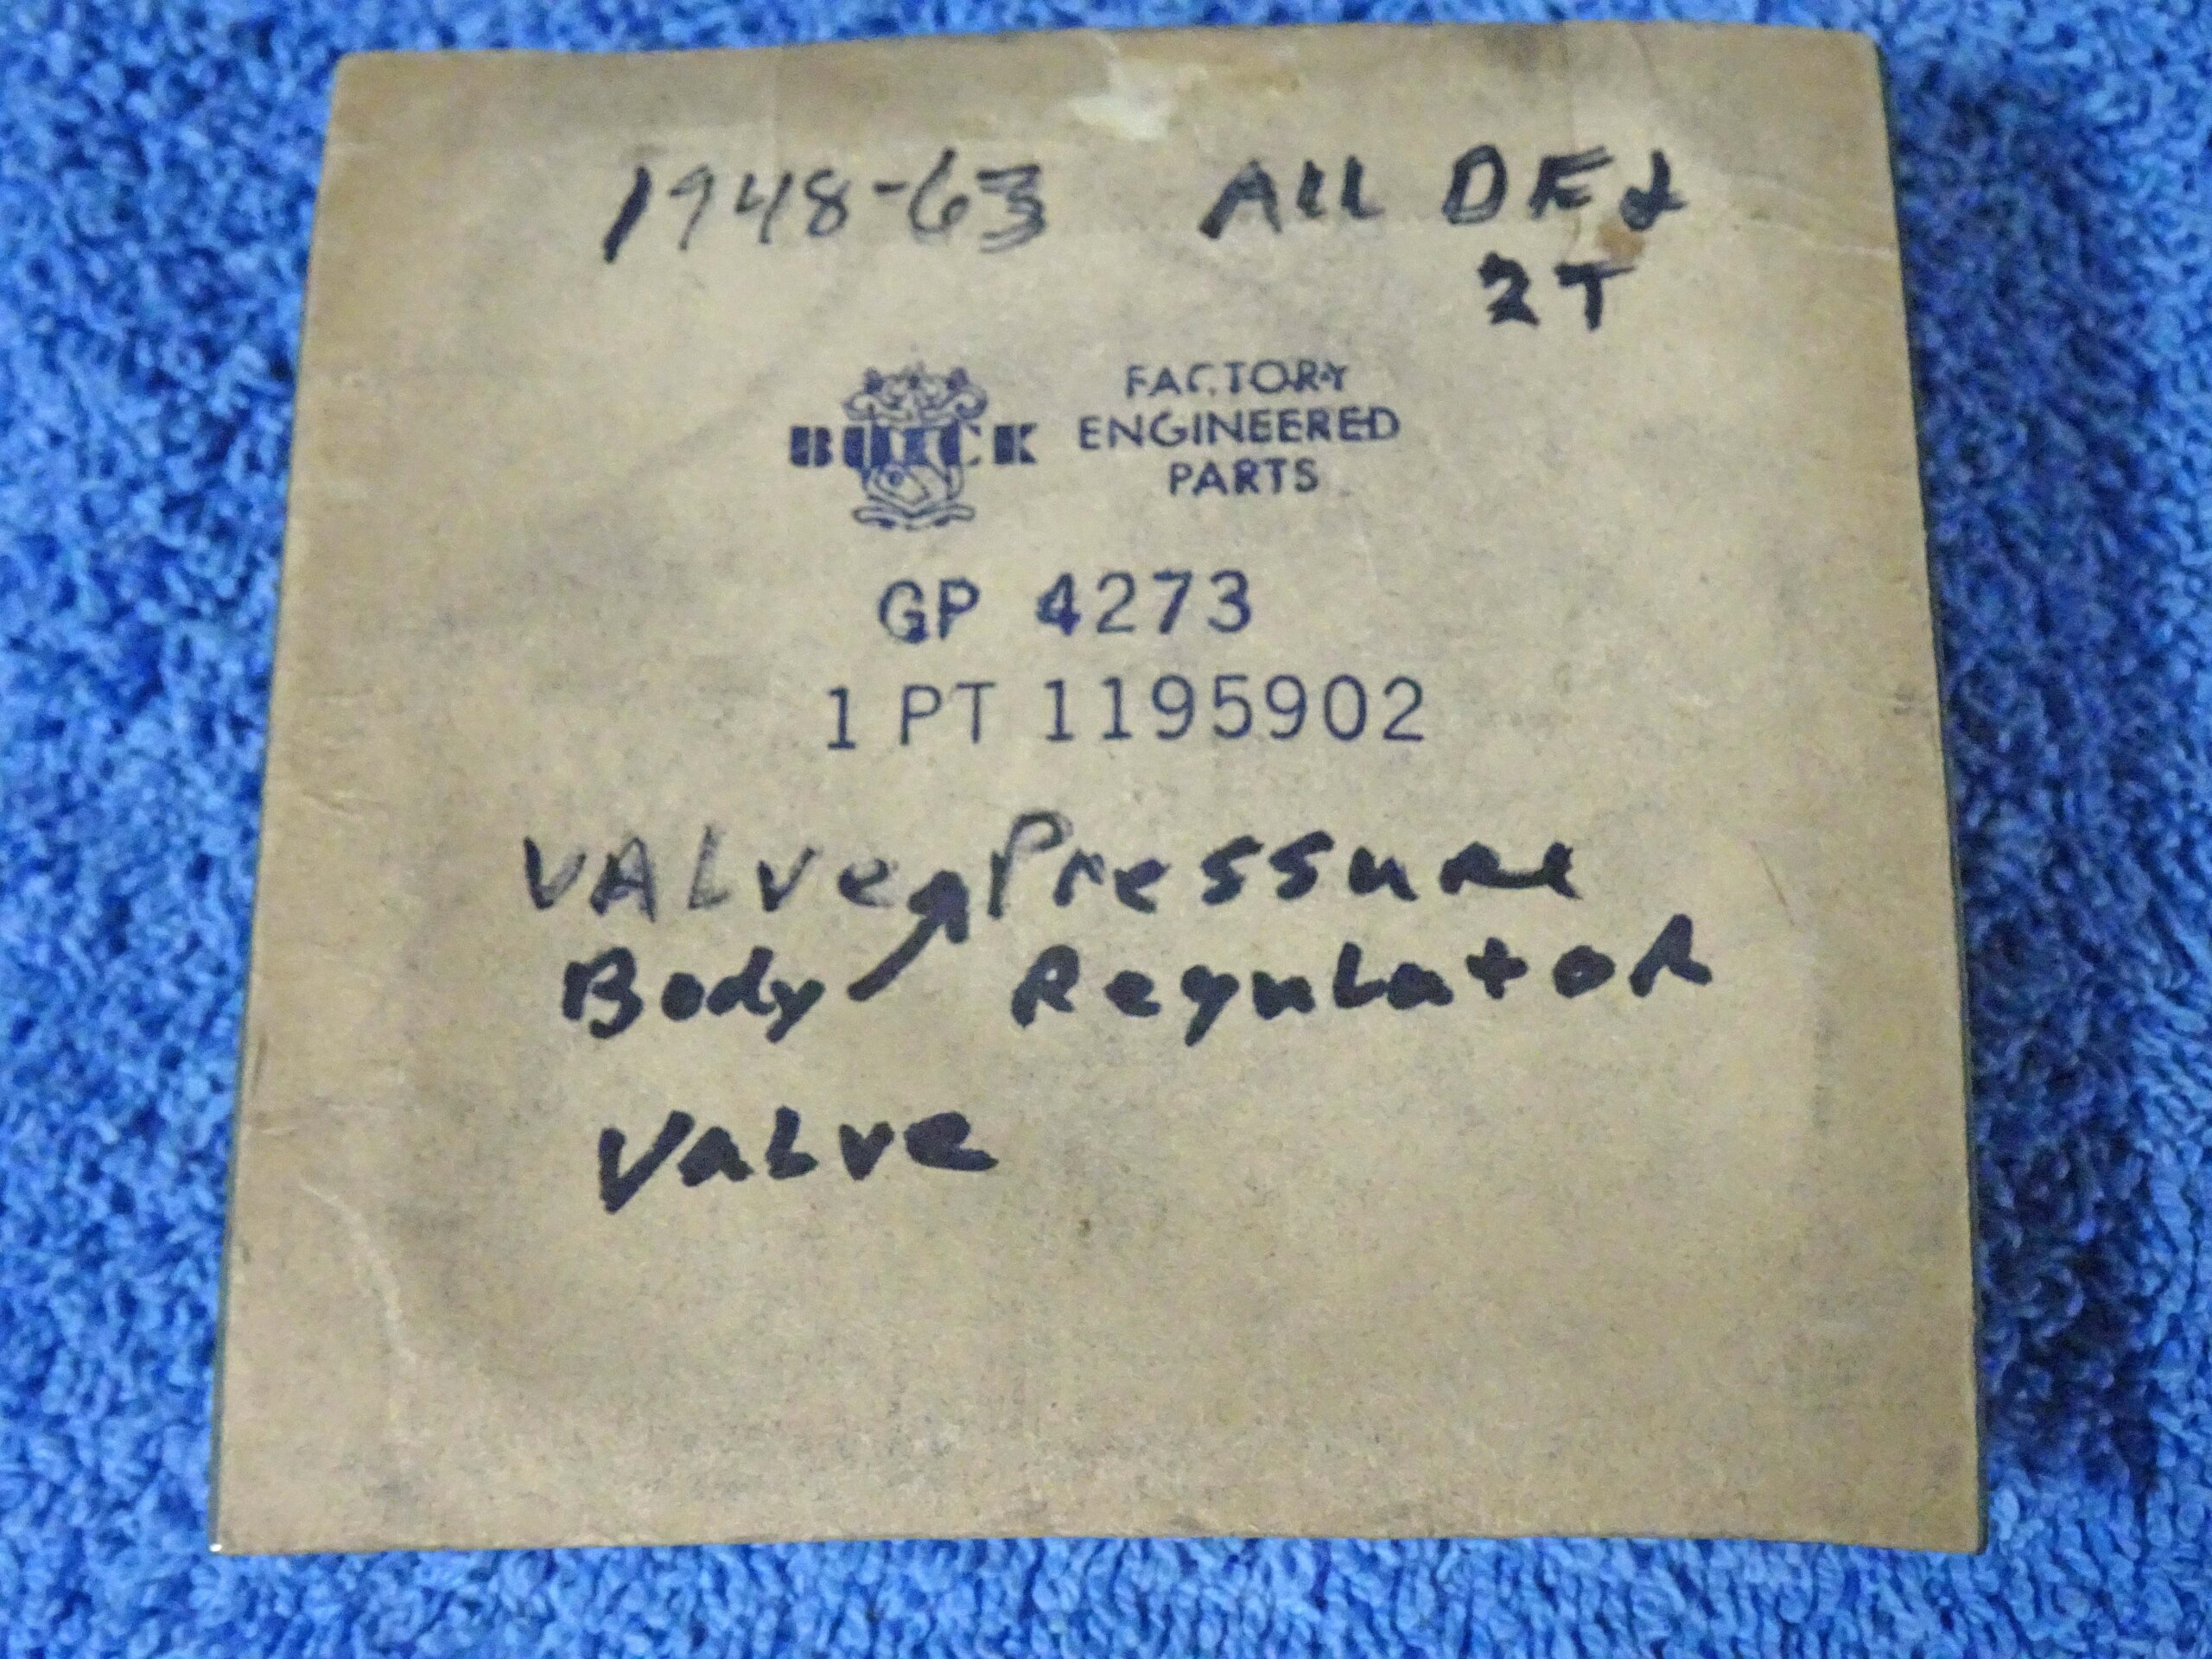 1948-63 All DF &
2T
BUICK
FACTORY
ENGINEERED
PARTS
GP 4273
1 PT 1195902
VALve Pressure
Body Regulator
Valve